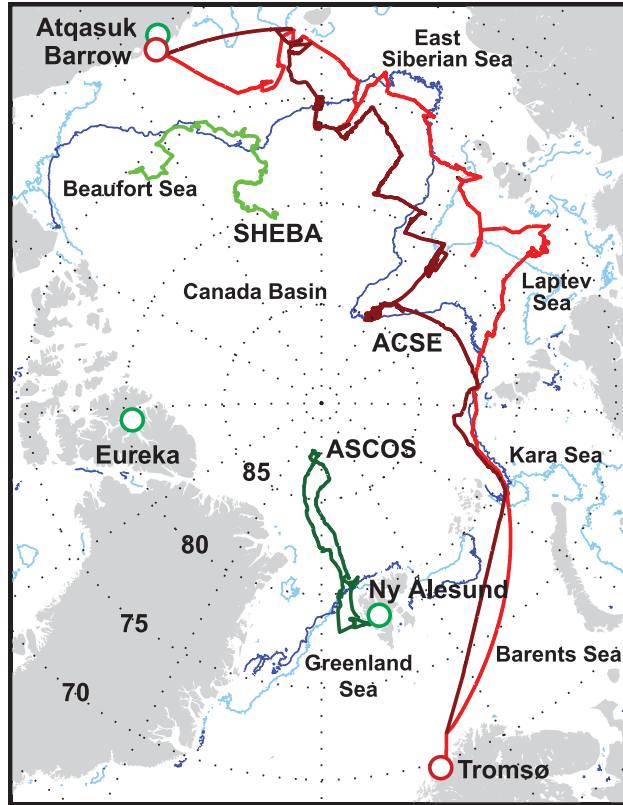 Atqasuk
Barrow
East
Siberian Sea
Beaufort Sea
SHEBA
Canada Basin
Laptev
Sea
ACSE
Eureka
ASCOS
Kara Sea
85
80
Ny Alesund
75
Greenland
Sea
Barents Sea
70
Tromsø